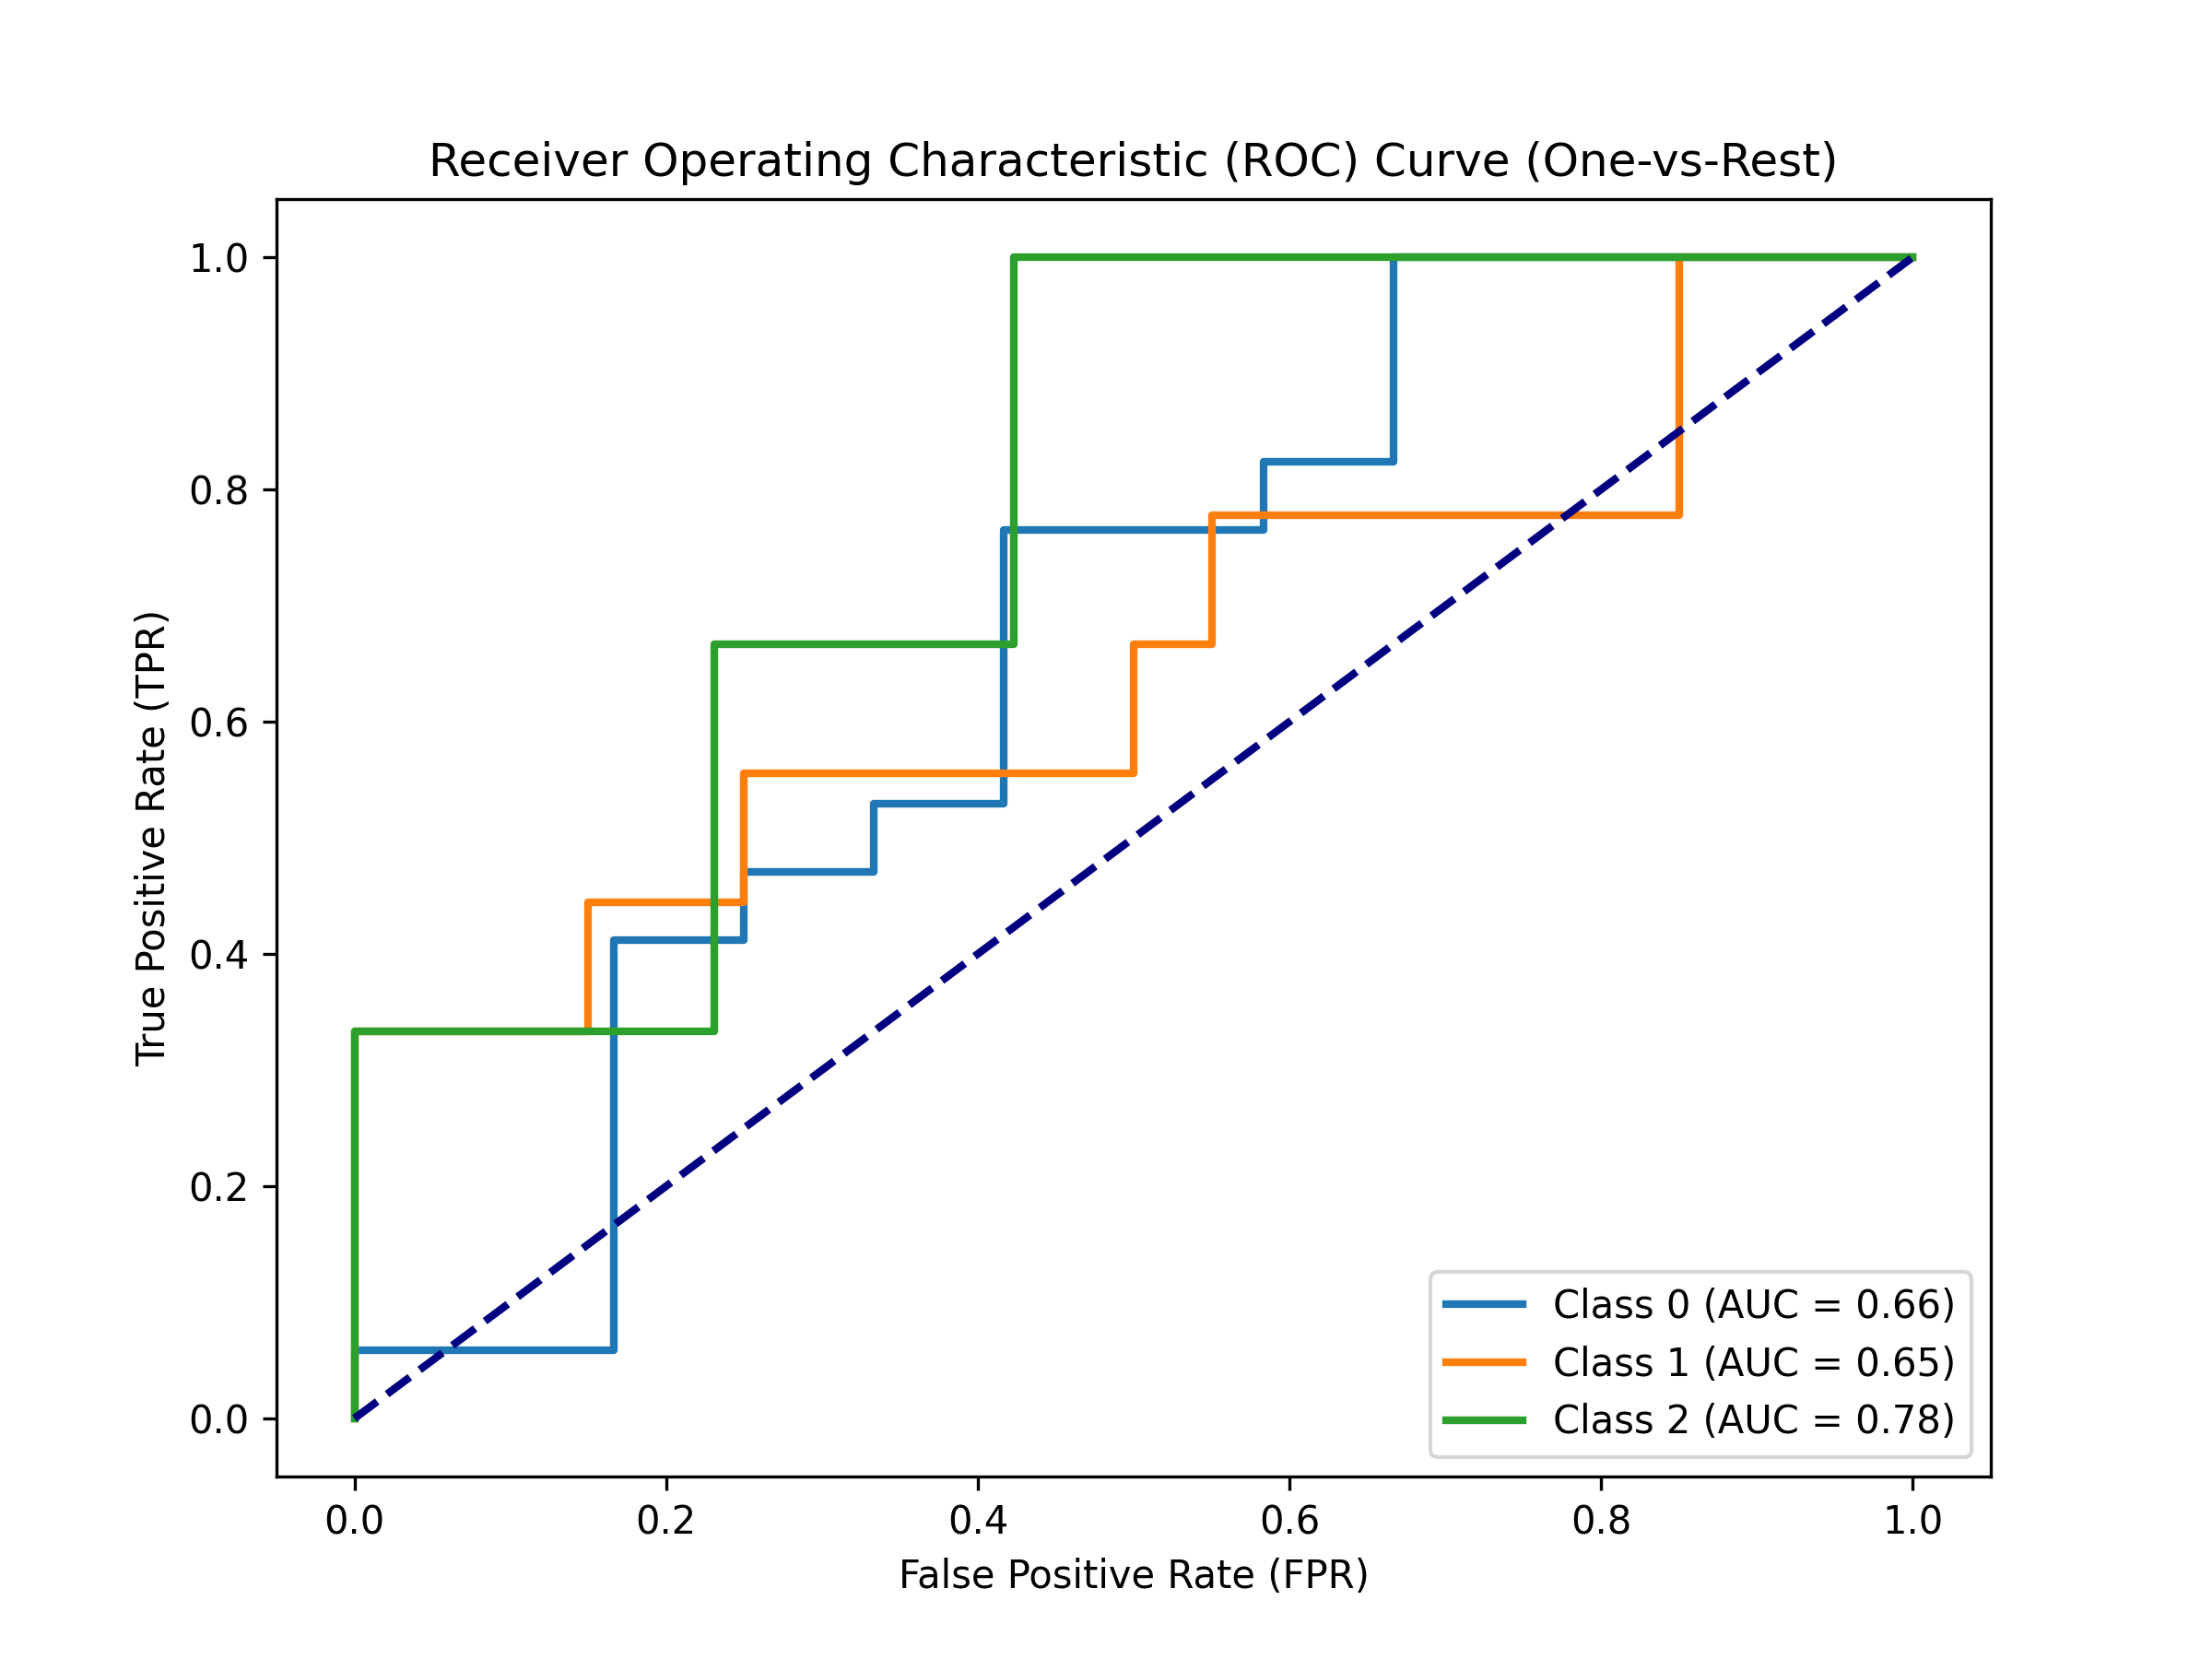 Receiver Operating Characteristic (ROC) Curve (One-vs-Rest)
True Positive Rate (TPR)
1.0
0.8
0.6
0.4
0.2
0.0
0.0 0.2 0.4 0.6 0.8 1.0
False Positive Rate (FPR)
Class 0 (AUC = 0.66)
Class 1 (AUC = 0.65)
Class 2 (AUC = 0.78)